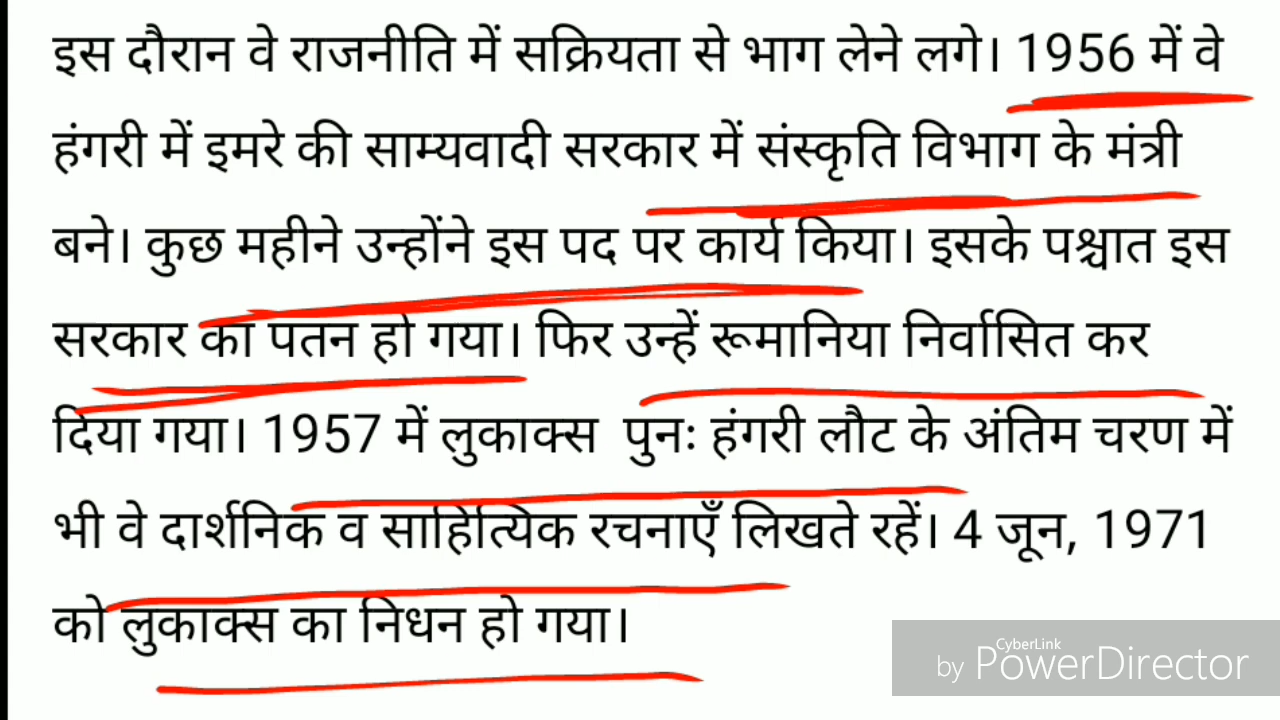 इस दौरान वे राजनीति में सक्रियता से भाग लेने लगे। 1956 में वे
हंगरी में इमरे की साम्यवादी सरकार में संस्कृति विभाग के मंत्री
बने। कुछ महीने उन्होंने इस पद पर कार्य किया। इसके पश्चात इस
सरकार का पतन हो गया। फिर उन्हें रूमानिया निर्वासित कर
दिया गया। 1957 में लुकाक्स पुनः हंगरी लौट के अंतिम चरण में
भी वे दार्शनिक व साहित्यिक रचनाएँ लिखते रहें। 4 जून, 1971
को लुकाक्स का निधन हो गया।
CyberLink
by PowerDirector